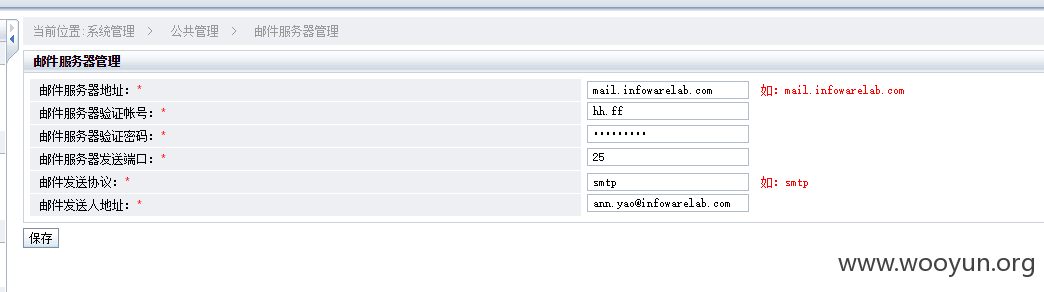 当前位置:系统管理 > 公共管理 > 邮件服务器管理
邮件服务器管理
邮件服务器地址：* mail.infowarelab.com 如：mail.infowarelab.com
邮件服务器验证帐号：* hh.ff
邮件服务器验证密码：* •••••••••
邮件服务器发送端口：* 25
邮件发送协议：* smtp 如：smtp
邮件发送人地址：* ann.yao@infowarelab.com
保存
www.wooyun.org